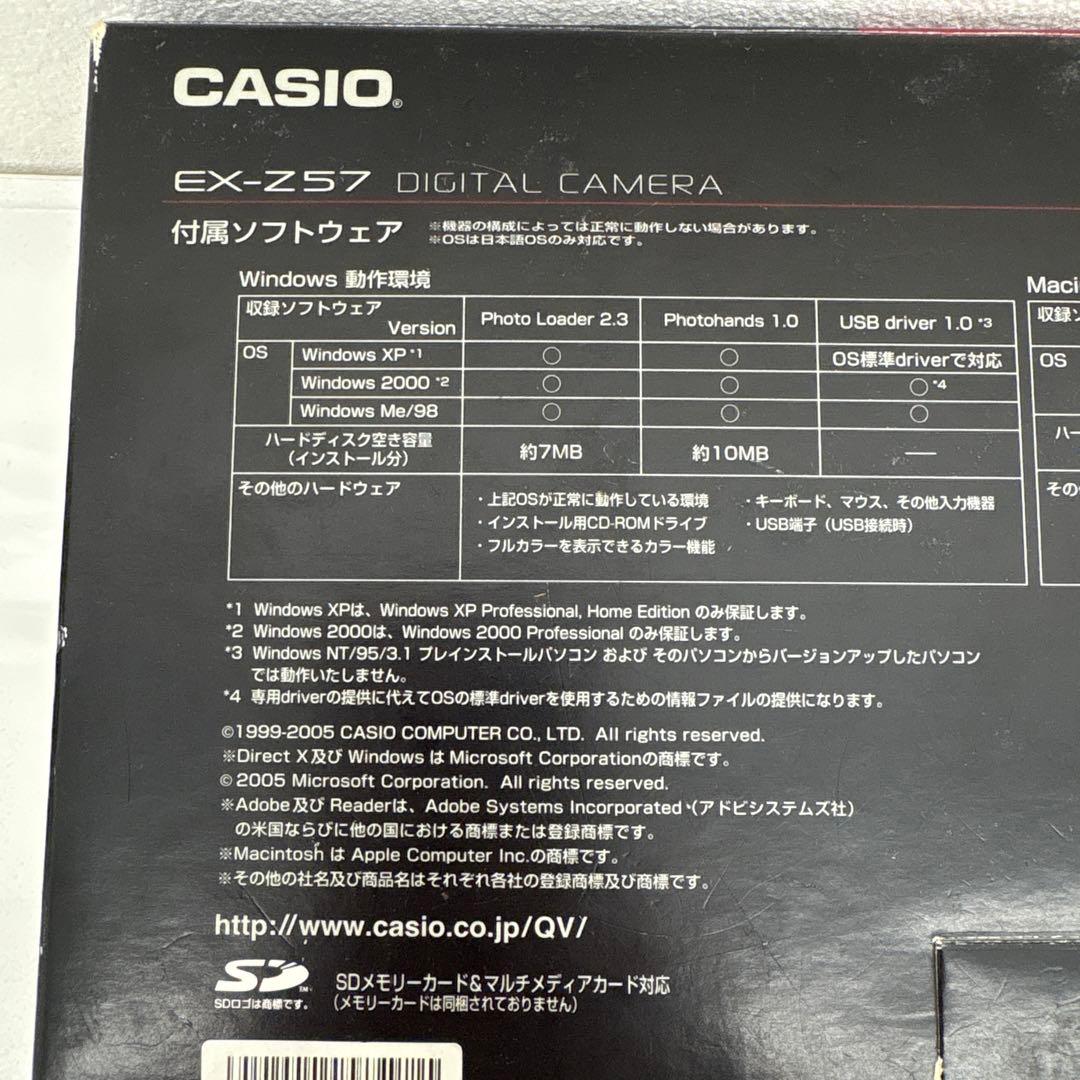 CASIO®
EX-Z57 DIGITAL CAMERA
付属ソフトウェア ※機器の構成によっては正常に動作しない場合があります。
※OSは日本語OSのみ対応です。
Windows 動作環境
収録ソフトウェア Version Photo Loader 2.3 Photohands 1.0 USB driver 1.0 *3
OS Windows XP *1 ○ ○ OS標準driverで対応
Windows 2000 *2 ○ ○ ○ *4
Windows Me/98 ○ ○ ○
ハードディスク空き容量
(インストール分) 約7MB 約10MB —
その他のハードウェア
・上記OSが正常に動作している環境 ・キーボード、マウス、その他入力機器
・インストール用CD-ROMドライブ ・USB端子(USB接続時)
・フルカラーを表示できるカラー機能
Maci
収録
OS
ハー
その
*1 Windows XPは、Windows XP Professional, Home Edition のみ保証します。
*2 Windows 2000は、Windows 2000 Professional のみ保証します。
*3 Windows NT/95/3.1 プレインストールパソコン および そのパソコンからバージョンアップしたパソコン
では動作いたしません。
*4 専用driverの提供に代えてOSの標準driverを使用するための情報ファイルの提供になります。
©1999-2005 CASIO COMPUTER CO., LTD. All rights reserved.
※Direct X及び Windows は Microsoft Corporationの商標です。
© 2005 Microsoft Corporation. All rights reserved.
※Adobe及び Readerは、Adobe Systems Incorporated (アドビシステムズ社)
の米国ならびに他の国における商標または登録商標です。
※Macintosh は Apple Computer Inc.の商標です。
※その他の社名及び商品名はそれぞれ各社の登録商標及び商標です。
http://www.casio.co.jp/QV/
SD™
SDロゴは商標です。
SDメモリーカード&マルチメディアカード対応
(メモリーカードは同梱されておりません)